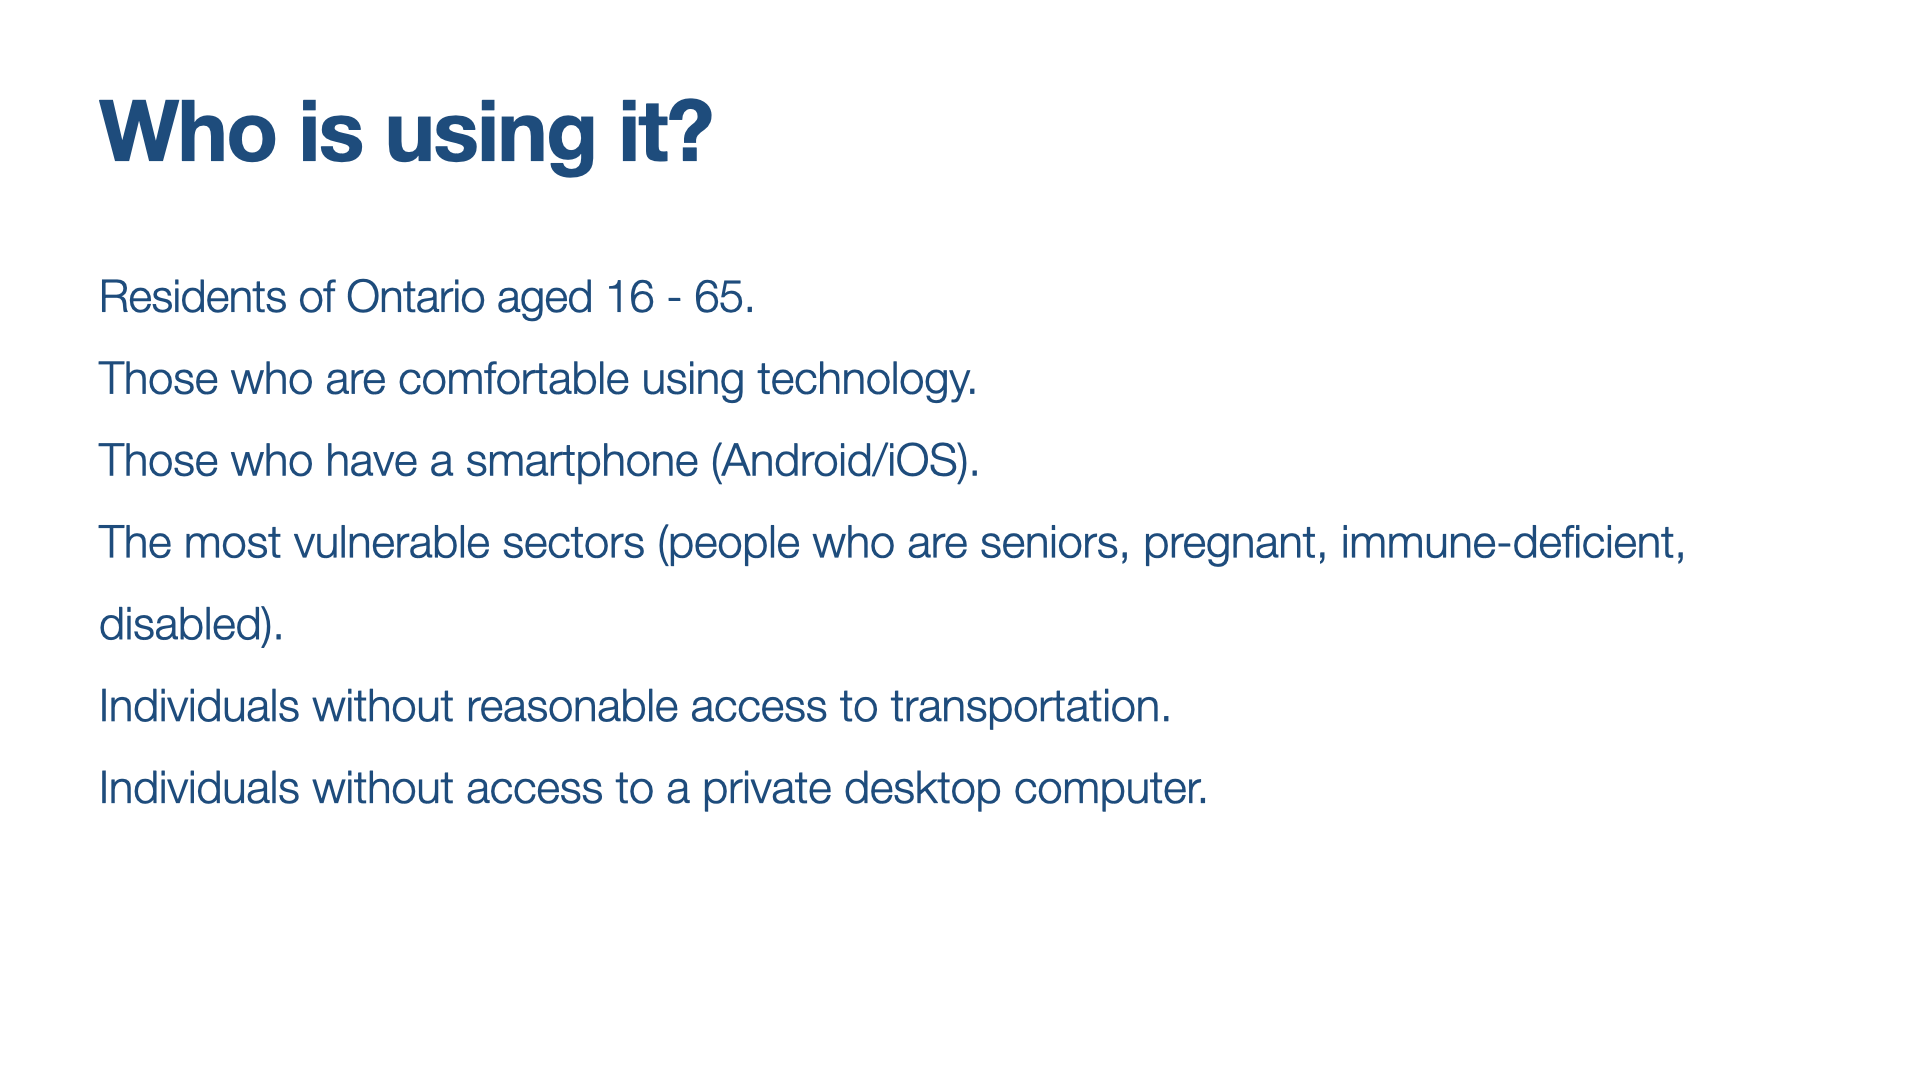 Who is using it?
Residents of Ontario aged 16 - 65.
Those who are comfortable using technology.
Those who have a smartphone (Android/iOS).
The most vulnerable sectors (people who are seniors, pregnant, immune-deficient,
disabled).
Individuals without reasonable access to transportation.
Individuals without access to a private desktop computer.